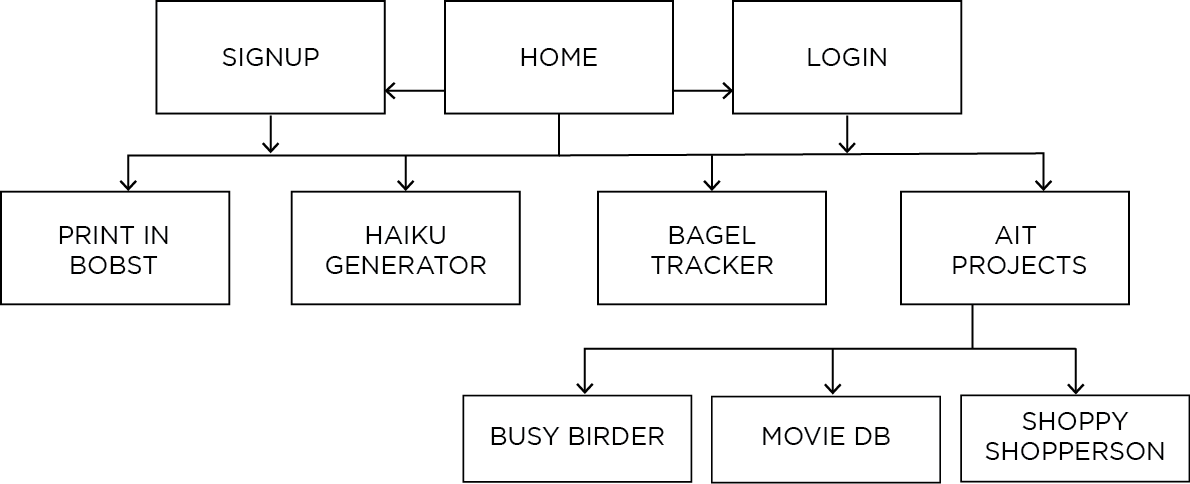 SIGNUP
HOME
LOGIN
PRINT IN
BOBST
HAIKU
GENERATOR
BAGEL
TRACKER
AIT
PROJECTS
BUSY BIRDER
MOVIE DB
SHOPPY
SHOPPERSON